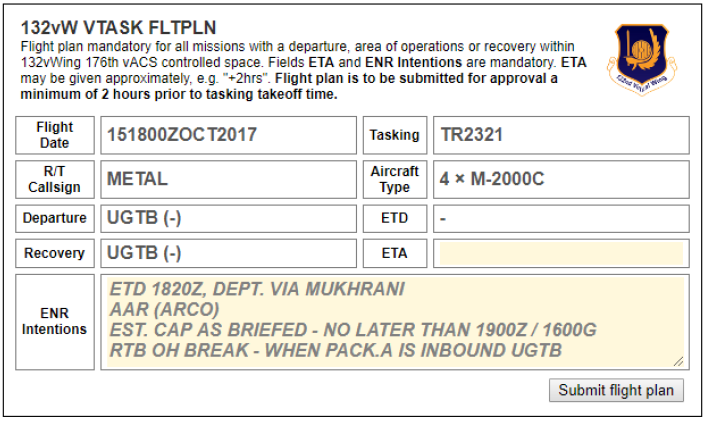 132vW VTASK FLTPLN
Flight plan mandatory for all missions with a departure, area of operations or recovery within
132vWing 176th vACS controlled space. Fields ETA and ENR Intentions are mandatory. ETA
may be given approximately, e.g. "+2hrs". Flight plan is to be submitted for approval a
minimum of 2 hours prior to tasking takeoff time.
132nd Virtual Wing
Flight Date 151800ZOCT2017 Tasking TR2321
R/T Callsign METAL Aircraft Type 4 × M-2000C
Departure UGTB (-) ETD -
Recovery UGTB (-) ETA
ENR Intentions
ETD 1820Z, DEPT. VIA MUKHRANI
AAR (ARCO)
EST. CAP AS BRIEFED - NO LATER THAN 1900Z / 1600G
RTB OH BREAK - WHEN PACK.A IS INBOUND UGTB
Submit flight plan